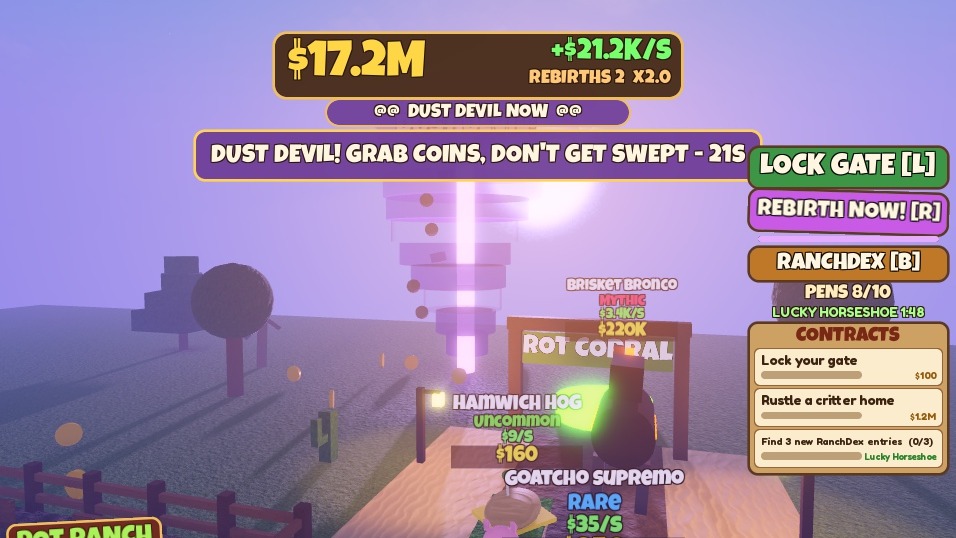 $17.2M
+$21.2K/S
REBIRTHS 2 X2.0
@@ DUST DEVIL NOW @@
DUST DEVIL! GRAB COINS, DON'T GET SWEPT - 21S
LOCK GATE [L]
REBIRTH NOW! [R]
RANCHDEX [B]
PENS 8/10
LUCKY HORSESHOE 1:48
CONTRACTS
Lock your gate
$100
Rustle a critter home
$1.2M
Find 3 new RanchDex entries (0/3)
Lucky Horseshoe
BRISKET BRONCO
MYTHIC
$3.4K/S
$220K
ROT CORRAL
HAMWICH HOG
UNCOMMON
$9/S
$160
GOATCHO SUPREMO
RARE
$35/S
ROT RANCH